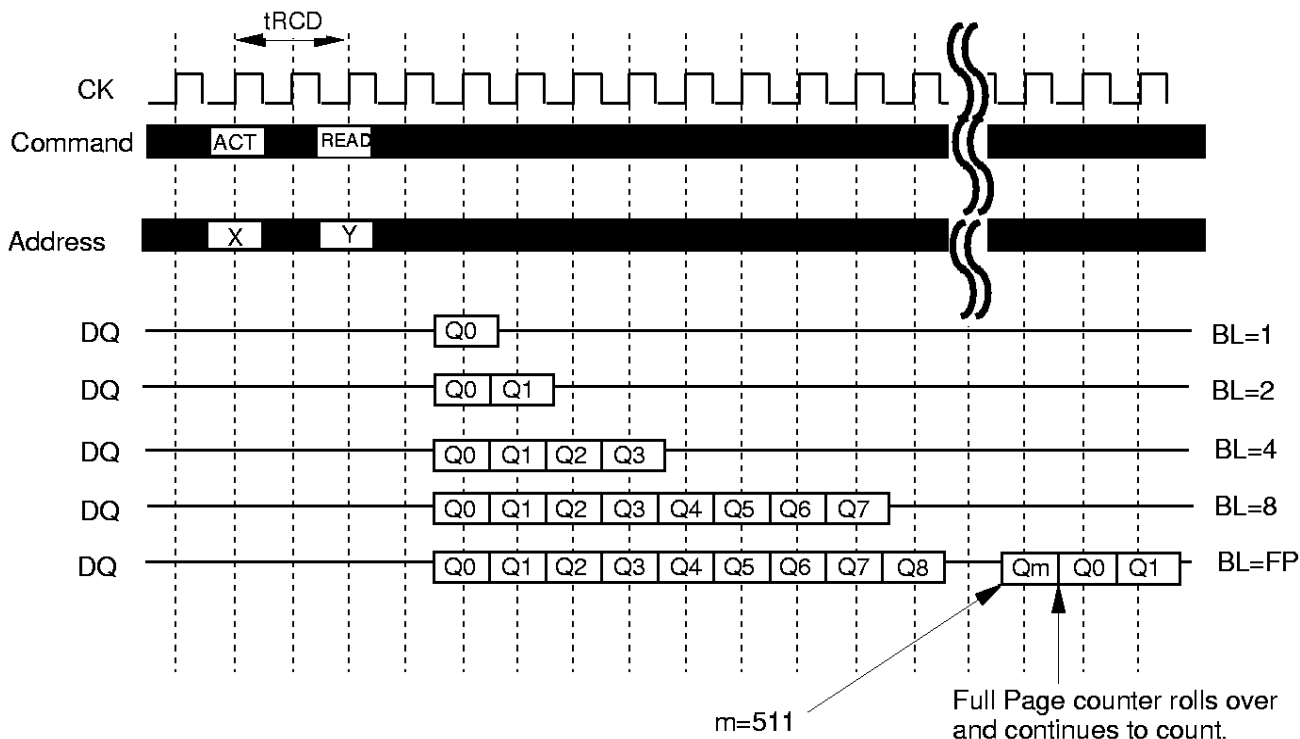 tRCD
CK
Command ACT READ
Address X Y
DQ Q0 BL=1
DQ Q0 Q1 BL=2
DQ Q0 Q1 Q2 Q3 BL=4
DQ Q0 Q1 Q2 Q3 Q4 Q5 Q6 Q7 BL=8
DQ Q0 Q1 Q2 Q3 Q4 Q5 Q6 Q7 Q8 Qm Q0 Q1 BL=FP
m=511
Full Page counter rolls over
and continues to count.